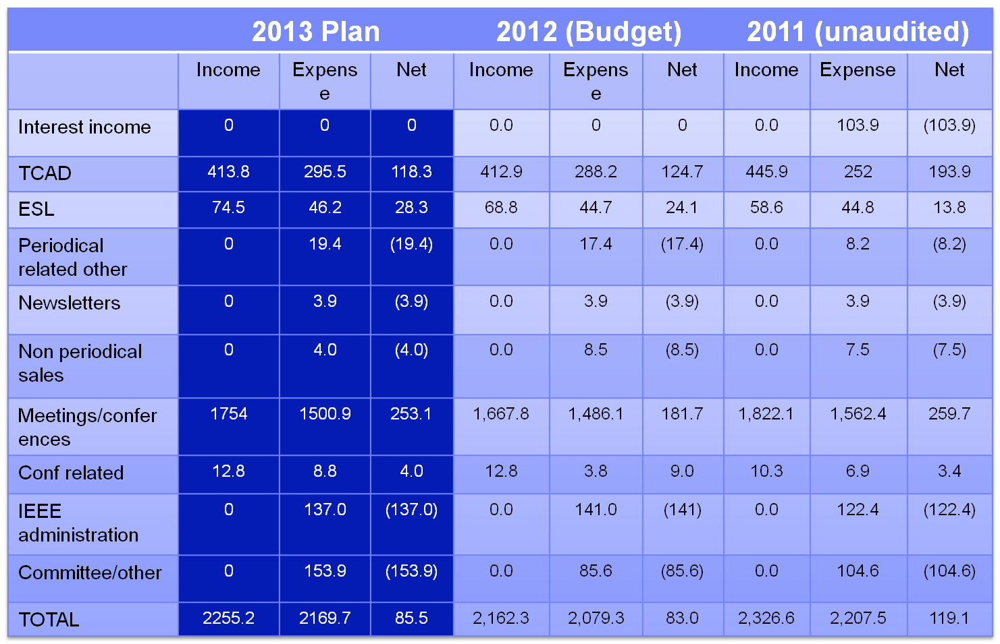 2013 Plan 2012 (Budget) 2011 (unaudited)
Income Expens Net Income Expens Net Income Expense Net
e e
Interest income 0 0 0 0.0 0 0 0.0 103.9 (103.9)
TCAD 413.8 295.5 118.3 412.9 288.2 124.7 445.9 252 193.9
ESL 74.5 46.2 28.3 68.8 44.7 24.1 58.6 44.8 13.8
Periodical 0 19.4 (19.4) 0.0 17.4 (17.4) 0.0 8.2 (8.2)
related other
Newsletters 0 3.9 (3.9) 0.0 3.9 (3.9) 0.0 3.9 (3.9)
Non periodical 0 4.0 (4.0) 0.0 8.5 (8.5) 0.0 7.5 (7.5)
sales
Meetings/confer 1754 1500.9 253.1 1,667.8 1,486.1 181.7 1,822.1 1,562.4 259.7
ences
Conf related 12.8 8.8 4.0 12.8 3.8 9.0 10.3 6.9 3.4
IEEE 0 137.0 (137.0) 0.0 141.0 (141) 0.0 122.4 (122.4)
administration
Committee/other 0 153.9 (153.9) 0.0 85.6 (85.6) 0.0 104.6 (104.6)
TOTAL 2255.2 2169.7 85.5 2,162.3 2,079.3 83.0 2,326.6 2,207.5 119.1